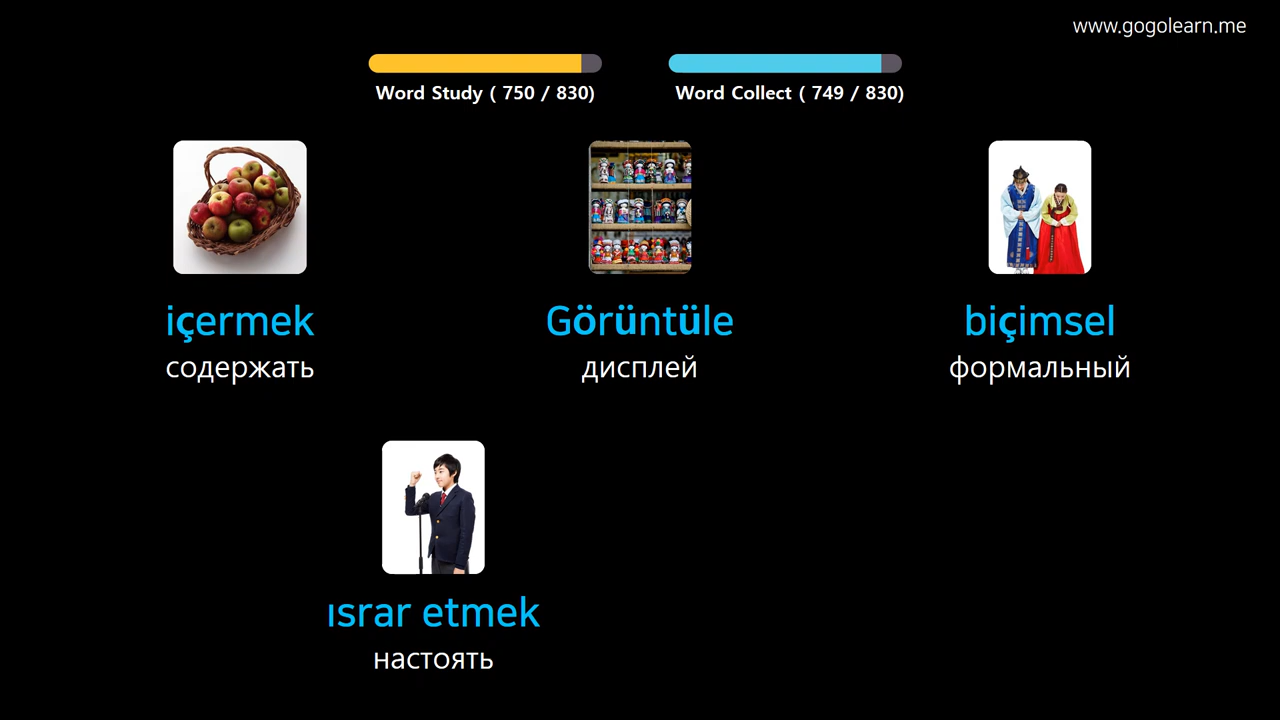 www.gogolearn.me
Word Study ( 750 / 830)
Word Collect ( 749 / 830)
içermek
содержать
Görüntüle
дисплей
biçimsel
формальный
ısrar etmek
настоять